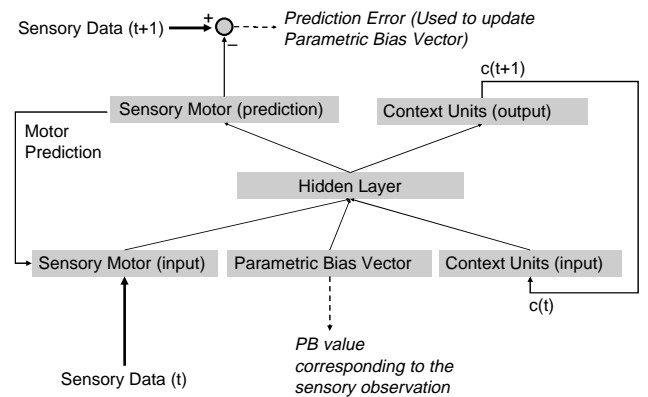 Sensory Data (t+1)
+
−
Prediction Error (Used to update
Parametric Bias Vector)
c(t+1)
Sensory Motor (prediction)
Context Units (output)
Motor
Prediction
Hidden Layer
Sensory Motor (input)
Parametric Bias Vector
Context Units (input)
c(t)
PB value
corresponding to the
sensory observation
Sensory Data (t)